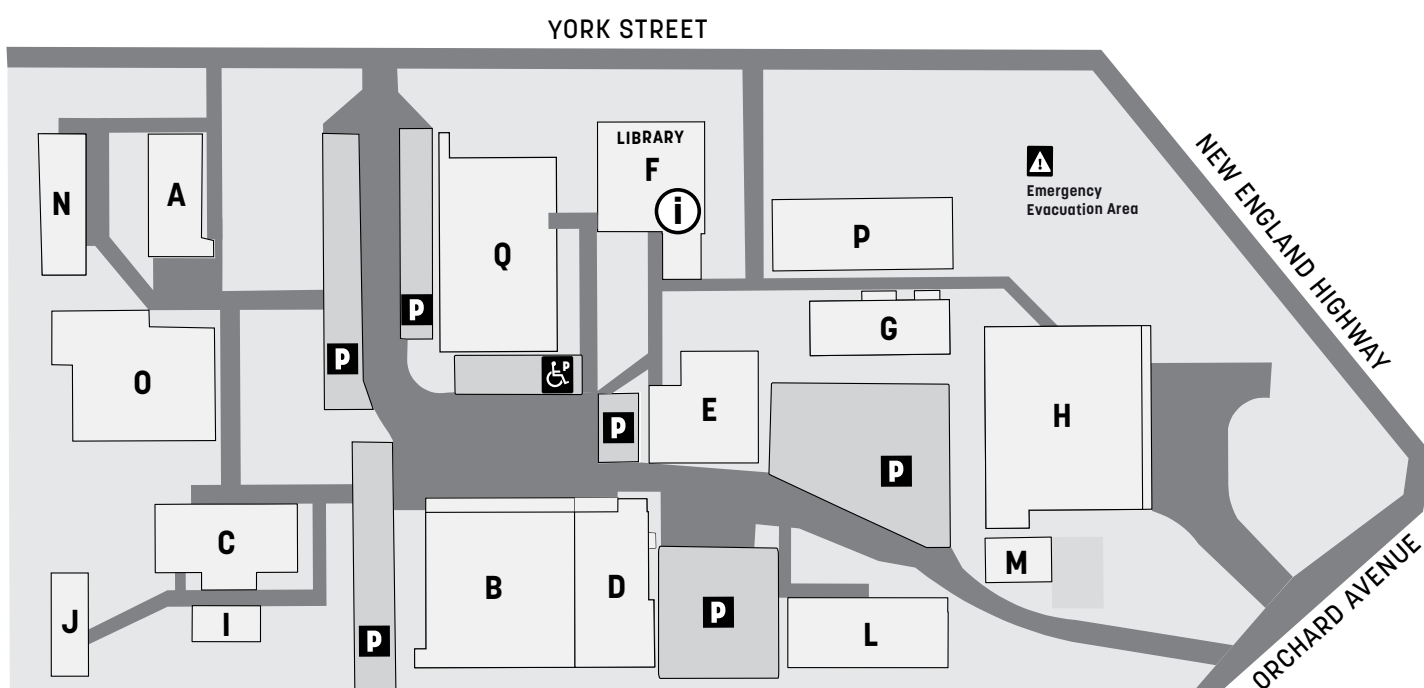 YORK STREET
LIBRARY
F
i
N
A
Emergency
Evacuation Area
NEW ENGLAND HIGHWAY
P
Q
P
G
P
O
E
H
P
P
C
M
B
D
ORCHARD AVENUE
J
I
P
P
L
P